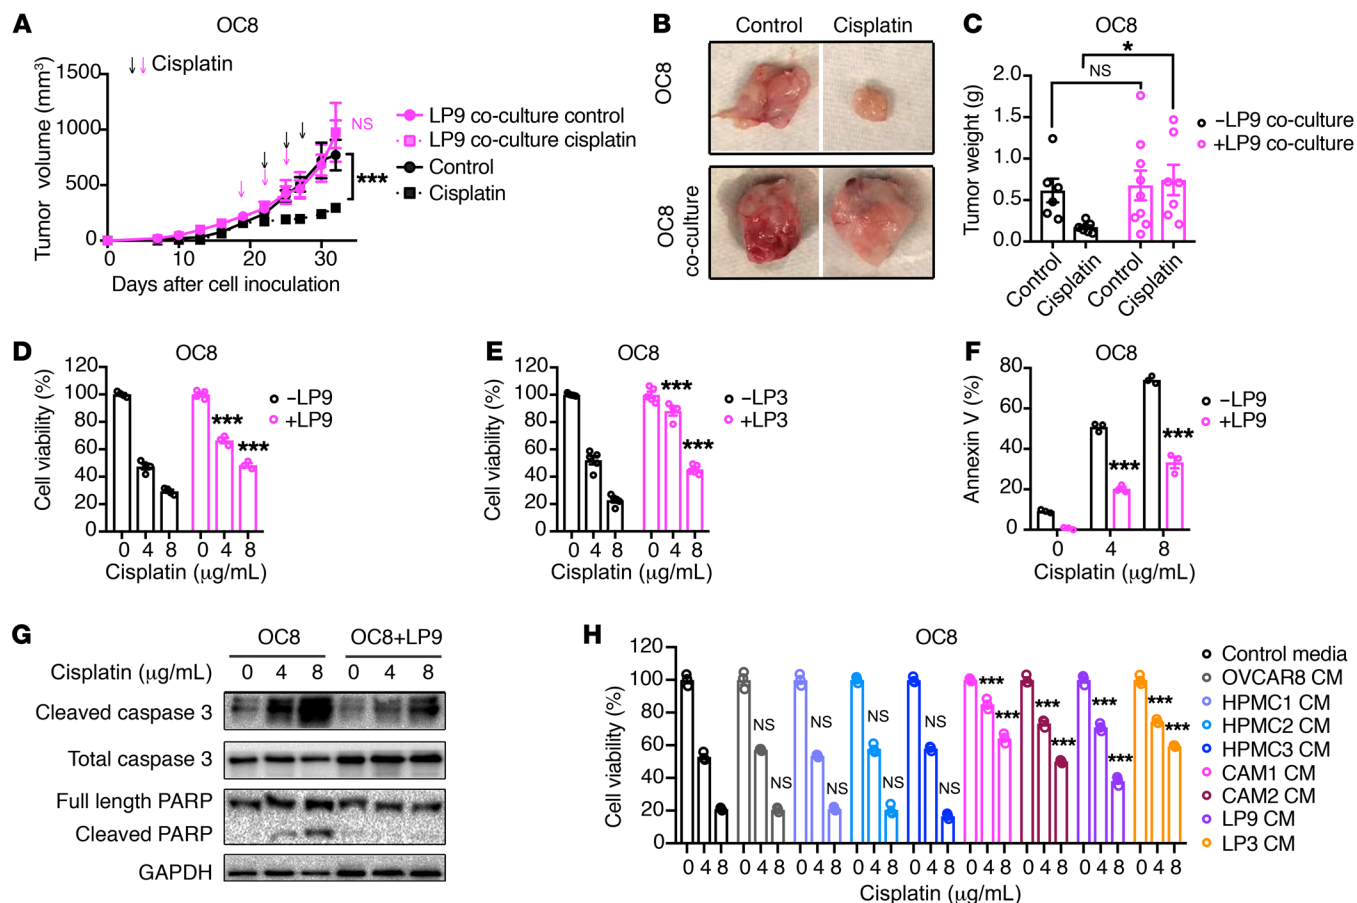 A
OC8
Cisplatin
Tumor volume (mm³)
1500
1000
500
0
0
10
20
30
Days after cell inoculation
LP9 co-culture control
LP9 co-culture cisplatin
Control
Cisplatin
NS
***
B
Control
Cisplatin
OC8
OC8
co-culture
C
OC8
*
NS
Tumor weight (g)
2.0
1.5
1.0
0.5
0.0
Control
Cisplatin
Control
Cisplatin
–LP9 co-culture
+LP9 co-culture
D
OC8
Cell viability (%)
120
100
80
60
40
20
0
*** ***
0 4 8 0 4 8
Cisplatin (μg/mL)
–LP9
+LP9
E
OC8
Cell viability (%)
120
100
80
60
40
20
0
*** ***
0 4 8 0 4 8
Cisplatin (μg/mL)
–LP3
+LP3
F
OC8
Annexin V (%)
80
60
40
20
0
*** ***
0 4 8
Cisplatin (μg/mL)
–LP9
+LP9
G
OC8 OC8+LP9
Cisplatin (μg/mL) 0 4 8 0 4 8
Cleaved caspase 3
Total caspase 3
Full length PARP
Cleaved PARP
GAPDH
H
OC8
Cell viability (%)
120
100
80
60
40
20
0
NS NS NS NS NS NS NS NS *** *** *** *** *** *** *** ***
0 4 8 0 4 8 0 4 8 0 4 8 0 4 8 0 4 8 0 4 8 0 4 8 0 4 8
Cisplatin (μg/mL)
Control media
OVCAR8 CM
HPMC1 CM
HPMC2 CM
HPMC3 CM
CAM1 CM
CAM2 CM
LP9 CM
LP3 CM